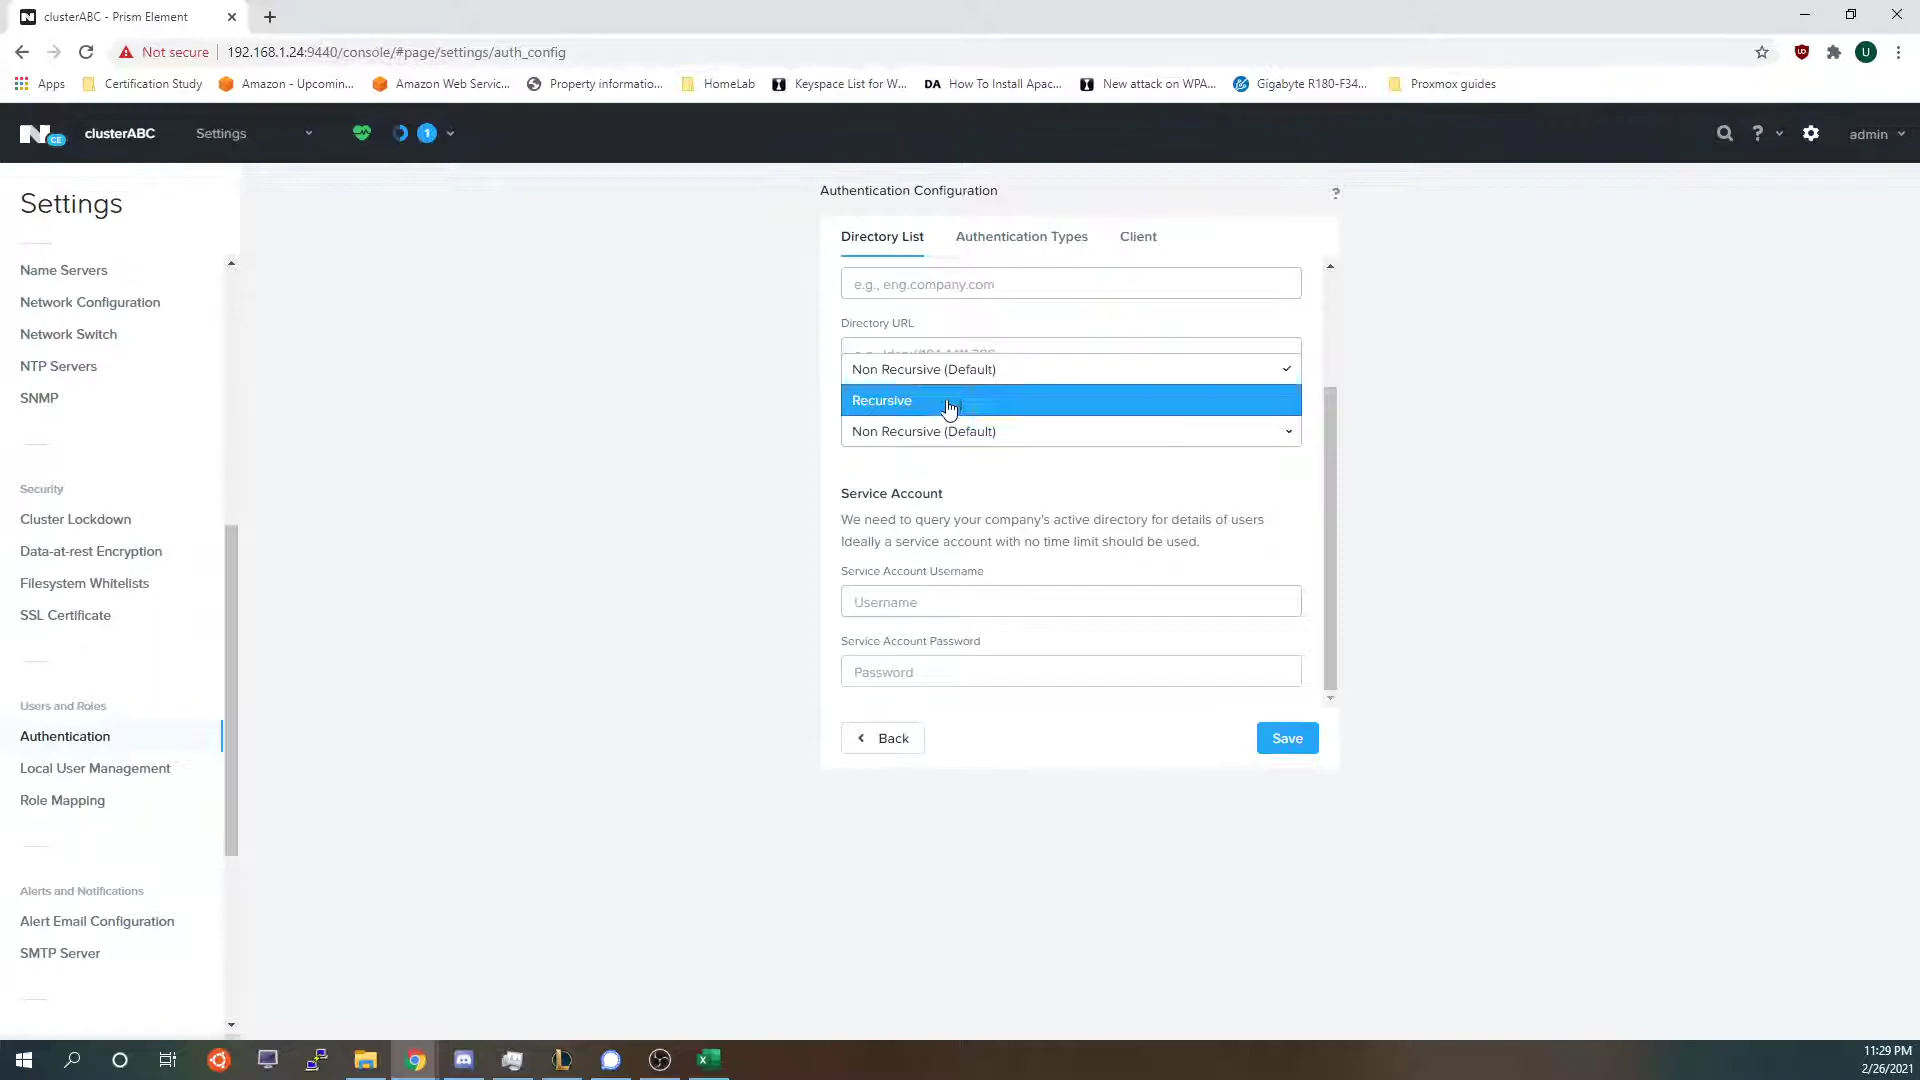 clusterABC - Prism Element
Not secure
192.168.1.24:9440/console/#page/settings/auth_config
U
Apps
Certification Study
Amazon - Upcomin...
Amazon Web Servic...
Property informatio...
HomeLab
Keyspace List for W...
DA How To Install Apac...
New attack on WPA...
Gigabyte R180-F34...
Proxmox guides
CE
clusterABC
Settings
1
?
admin
Settings
Name Servers
Network Configuration
Network Switch
NTP Servers
SNMP
Security
Cluster Lockdown
Data-at-rest Encryption
Filesystem Whitelists
SSL Certificate
Users and Roles
Authentication
Local User Management
Role Mapping
Alerts and Notifications
Alert Email Configuration
SMTP Server
Authentication Configuration
?
Directory List
Authentication Types
Client
e.g., eng.company.com
Directory URL
Non Recursive (Default)
Recursive
Non Recursive (Default)
Service Account
We need to query your company's active directory for details of users
Ideally a service account with no time limit should be used.
Service Account Username
Username
Service Account Password
Password
Back
Save
11:29 PM
2/26/2021